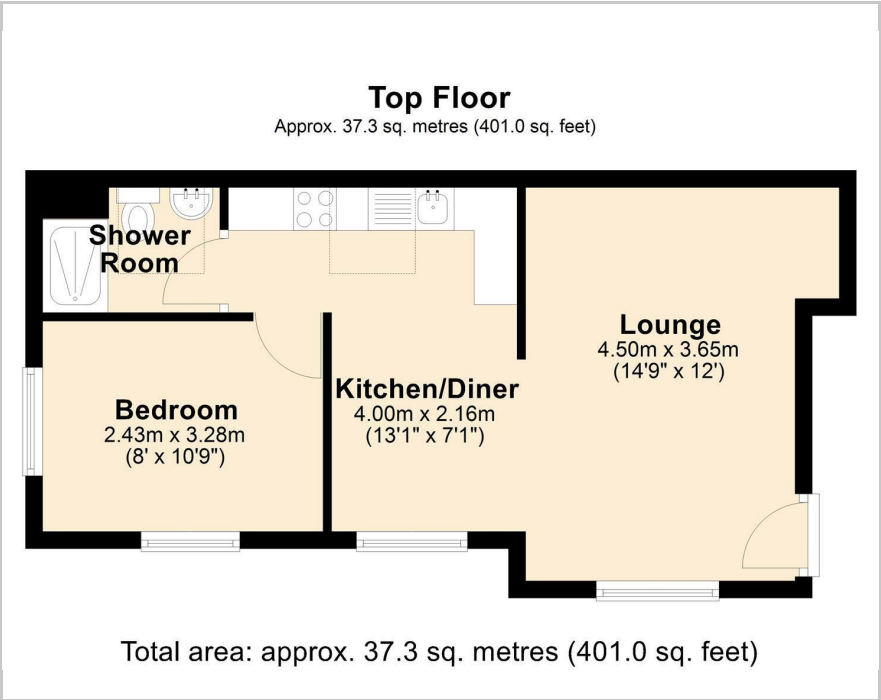 Top Floor
Approx. 37.3 sq. metres (401.0 sq. feet)
Shower
Room
Lounge
4.50m x 3.65m
(14'9" x 12')
Kitchen/Diner
4.00m x 2.16m
(13'1" x 7'1")
Bedroom
2.43m x 3.28m
(8' x 10'9")
Total area: approx. 37.3 sq. metres (401.0 sq. feet)